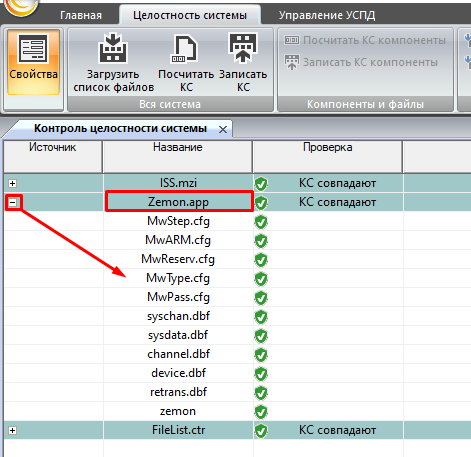 Главная Целостность системы Управление УСПД
Свойства
Загрузить список файлов
Посчитать КС
Записать КС
Посчитать КС компоненты
Записать КС компоненты
Вся система
Компоненты и файлы
Контроль целостности системы
Источник Название Проверка
ISS.mzi КС совпадают
Zemon.app КС совпадают
MwStep.cfg
MwARM.cfg
MwReserv.cfg
MwType.cfg
MwPass.cfg
syschan.dbf
sysdata.dbf
channel.dbf
device.dbf
retrans.dbf
zemon
FileList.ctr КС совпадают